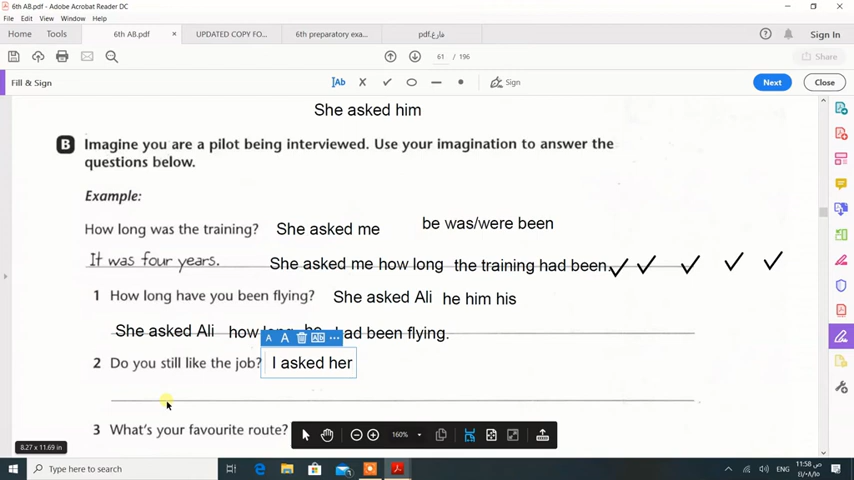 6th AB.pdf - Adobe Acrobat Reader DC
File Edit View Window Help
Home Tools 6th AB.pdf × UPDATED COPY FO... 6th preparatory exa... فارغ.pdf Sign In
61 / 196 Share
Fill & Sign Ab Sign Next Close
She asked him
B Imagine you are a pilot being interviewed. Use your imagination to answer the
questions below.
Example:
How long was the training? She asked me be was/were been
It was four years. She asked me how long the training had been.
1 How long have you been flying? She asked Ali he him his
She asked Ali how long he had been flying.
A A Ab ...
2 Do you still like the job? I asked her
3 What's your favourite route?
160%
8.27 x 11.69 in
Type here to search 11:58 ص